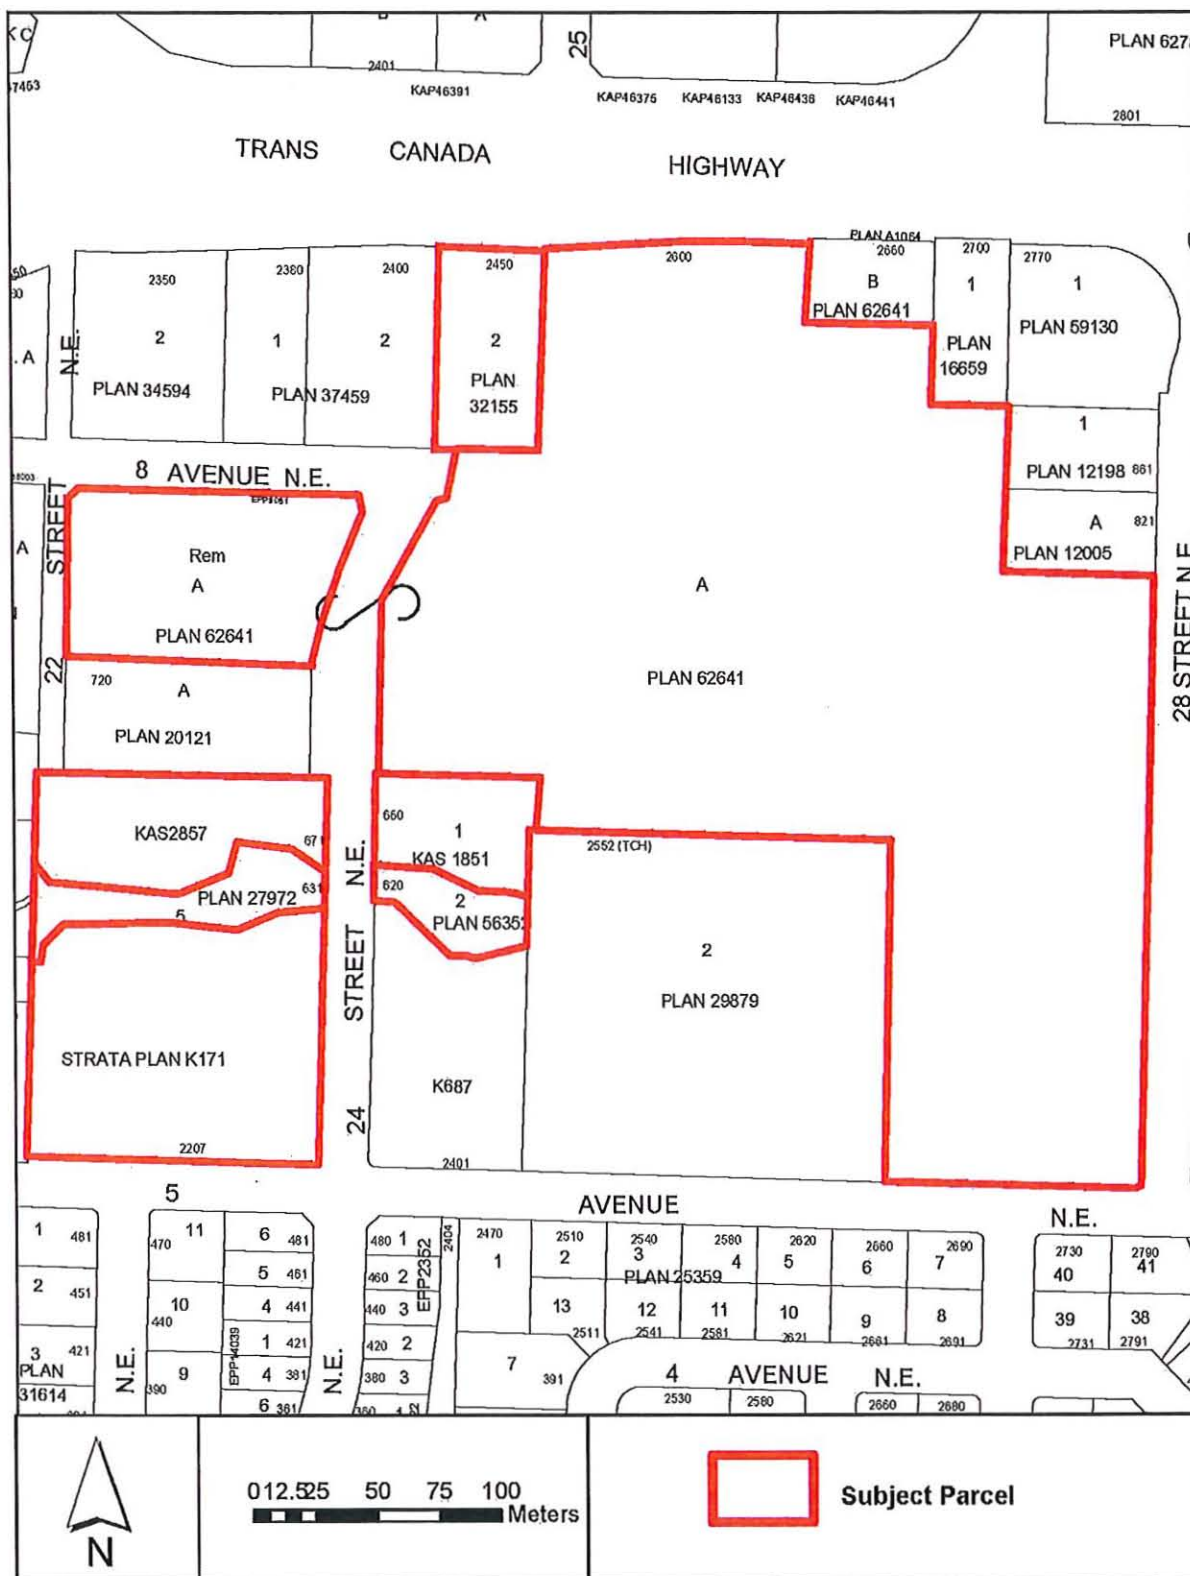 K C
B
A
25
PLAN 627
2401
KAP46391
KAP46375
KAP46133
KAP46436
KAP46441
2801
TRANS CANADA HIGHWAY
PLAN A1064
2350
2380
2400
2450
2600
2660
2700
2770
2
1
2
2
B
1
1
PLAN 34594
PLAN 37459
PLAN
32155
PLAN 62641
PLAN
16659
PLAN 59130
A
N.E.
1
PLAN 12198
861
A
821
PLAN 12005
8 AVENUE N.E.
22 STREET
A
Rem
A
PLAN 62641
A
PLAN 62641
28 STREET N.E.
720
A
PLAN 20121
KAS2857
671
PLAN 27972
631
5
660
1
KAS 1851
620
2
PLAN 56352
2552 (TCH)
2
PLAN 29879
24 STREET N.E.
STRATA PLAN K171
2207
K687
2401
5 AVENUE N.E.
1
481
2
451
3
421
PLAN
31614
N.E.
11
470
10
440
9
390
6
481
5
461
4
441
1
421
4
381
6
361
EPP14039
N.E.
480
1
460
2
440
3
420
2
380
3
360
1
EPP2352
2404
2470
1
2510
2
2540
3
2580
4
2620
5
2660
6
2690
7
PLAN 25359
13
2511
12
2541
11
2581
10
2621
9
2661
8
2691
2730
40
2790
41
39
2731
38
2791
7
391
4 AVENUE N.E.
2530
2580
2660
2680
N
0 12.5 25 50 75 100
Meters
Subject Parcel